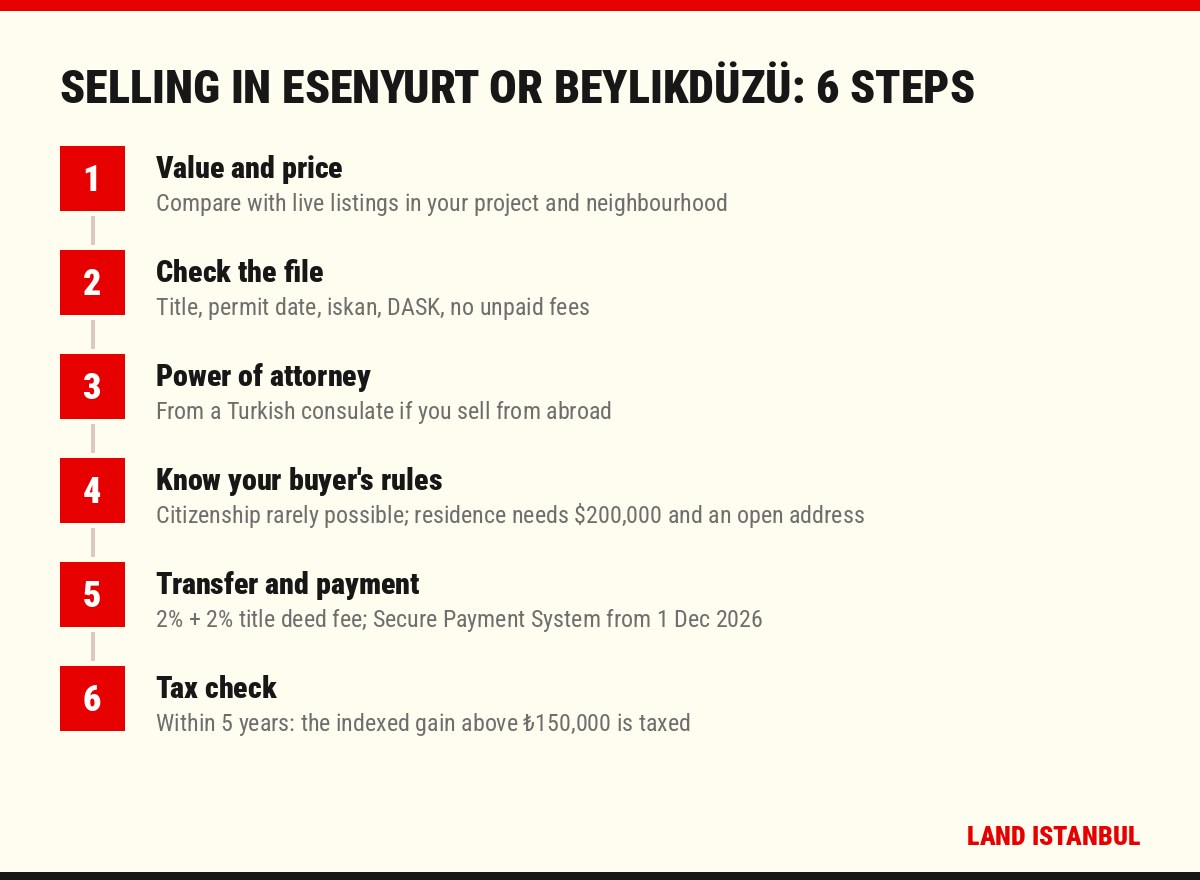 SELLING IN ESENYURT OR BEYLIKDÜZÜ: 6 STEPS
1
Value and price
Compare with live listings in your project and neighbourhood
2
Check the file
Title, permit date, iskan, DASK, no unpaid fees
3
Power of attorney
From a Turkish consulate if you sell from abroad
4
Know your buyer's rules
Citizenship rarely possible; residence needs $200,000 and an open address
5
Transfer and payment
2% + 2% title deed fee; Secure Payment System from 1 Dec 2026
6
Tax check
Within 5 years: the indexed gain above ₺150,000 is taxed
LAND ISTANBUL